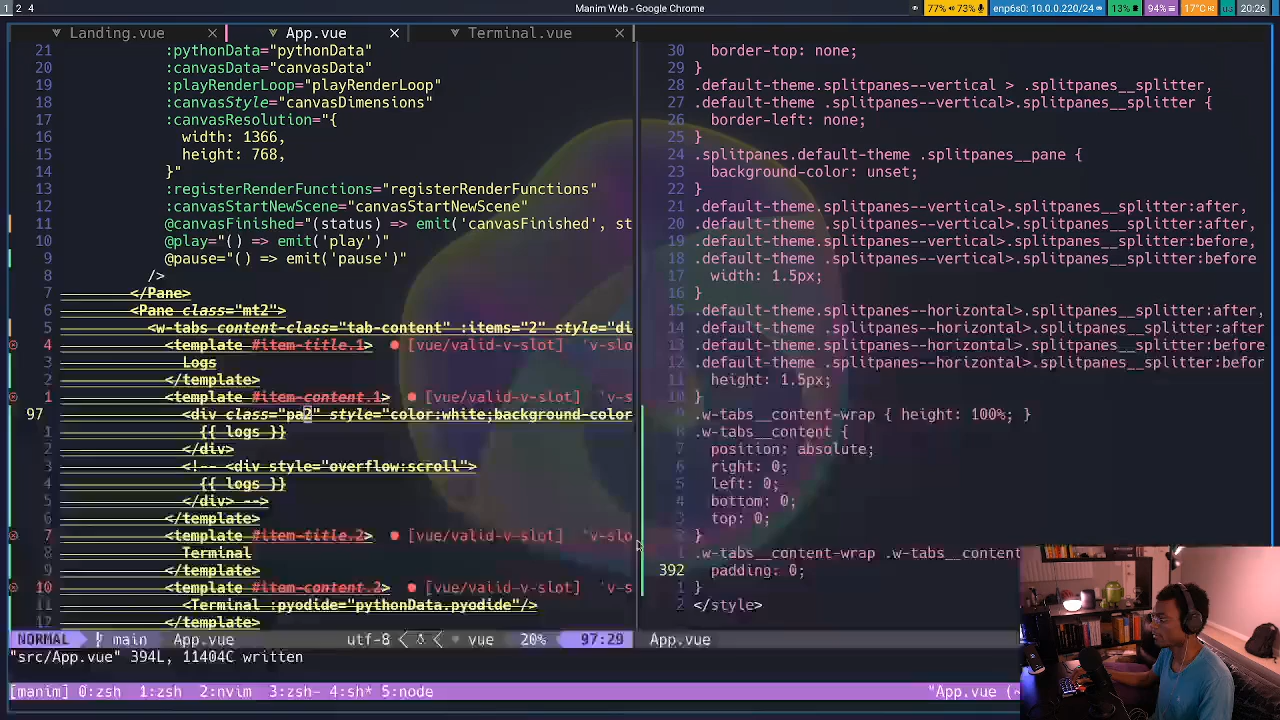 1 2 4
Manim Web - Google Chrome
77% 73% enp6s0: 10.0.0.220/24 13% 94% 17°C us 20:26
Landing.vue × App.vue × Terminal.vue ×
21 :pythonData="pythonData"
20 :canvasData="canvasData"
19 :playRenderLoop="playRenderLoop"
18 :canvasStyle="canvasDimensions"
17 :canvasResolution="{
16 width: 1366,
15 height: 768,
14 }"
13 :registerRenderFunctions="registerRenderFunctions"
12 :canvasStartNewScene="canvasStartNewScene"
11 @canvasFinished="(status) => emit('canvasFinished', st
10 @play="() => emit('play')"
9 @pause="() => emit('pause')"
8 />
7 </Pane>
6 <Pane class="mt2">
5 <w-tabs content-class="tab-content" :items="2" style="di
4 <template #item-title.1> ● [vue/valid-v-slot] 'v-slo
3 Logs
2 </template>
1 <template #item-content.1> ● [vue/valid-v-slot] 'v-s
97 <div class="pa2" style="color:white;background-color
1 {{ logs }}
2 </div>
3 <!-- <div style="overflow:scroll">
4 {{ logs }}
5 </div> -->
6 </template>
7 <template #item-title.2> ● [vue/valid-v-slot] 'v-slo
8 Terminal
9 </template>
10 <template #item-content.2> ● [vue/valid-v-slot] 'v-s
11 <Terminal :pyodide="pythonData.pyodide"/>
12 </template>
30 border-top: none;
29 }
28 .default-theme.splitpanes--vertical > .splitpanes__splitter,
27 .default-theme .splitpanes--vertical>.splitpanes__splitter {
26 border-left: none;
25 }
24 .splitpanes.default-theme .splitpanes__pane {
23 background-color: unset;
22 }
21 .default-theme.splitpanes--vertical>.splitpanes__splitter:after,
20 .default-theme .splitpanes--vertical>.splitpanes__splitter:after,
19 .default-theme.splitpanes--vertical>.splitpanes__splitter:before,
18 .default-theme .splitpanes--vertical>.splitpanes__splitter:before
17 width: 1.5px;
16 }
15 .default-theme.splitpanes--horizontal>.splitpanes__splitter:after,
14 .default-theme .splitpanes--horizontal>.splitpanes__splitter:after
13 .default-theme.splitpanes--horizontal>.splitpanes__splitter:before
12 .default-theme .splitpanes--horizontal>.splitpanes__splitter:befor
11 height: 1.5px;
10 }
9 .w-tabs__content-wrap { height: 100%; }
8 .w-tabs__content {
7 position: absolute;
6 right: 0;
5 left: 0;
4 bottom: 0;
3 top: 0;
2 }
1 .w-tabs__content-wrap .w-tabs__content
392 padding: 0;
1 }
2 </style>
NORMAL main App.vue utf-8 vue 20% 97:29 App.vue
"src/App.vue" 394L, 11404C written
[manim] 0:zsh 1:zsh 2:nvim 3:zsh- 4:sh* 5:node "App.vue (~